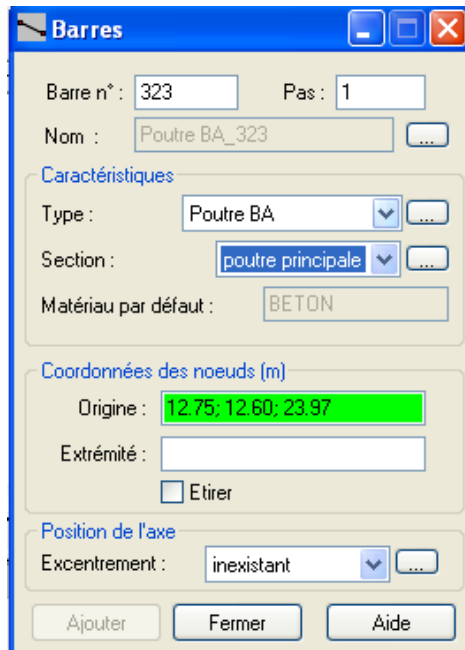 Barres
Barre n° : 323 Pas : 1
Nom : Poutre BA_323 ...
Caractéristiques
Type : Poutre BA ...
Section : poutre principale ...
Matériau par défaut : BETON
Coordonnées des noeuds (m)
Origine : 12.75; 12.60; 23.97
Extrémité :
Etirer
Position de l'axe
Excentrement : inexistant ...
Ajouter Fermer Aide